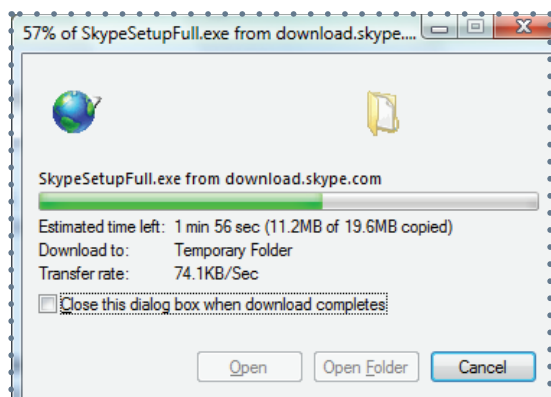 57% of SkypeSetupFull.exe from download.skype....
SkypeSetupFull.exe from download.skype.com
Estimated time left: 1 min 56 sec (11.2MB of 19.6MB copied)
Download to: Temporary Folder
Transfer rate: 74.1KB/Sec
Close this dialog box when download completes
Open Open Folder Cancel